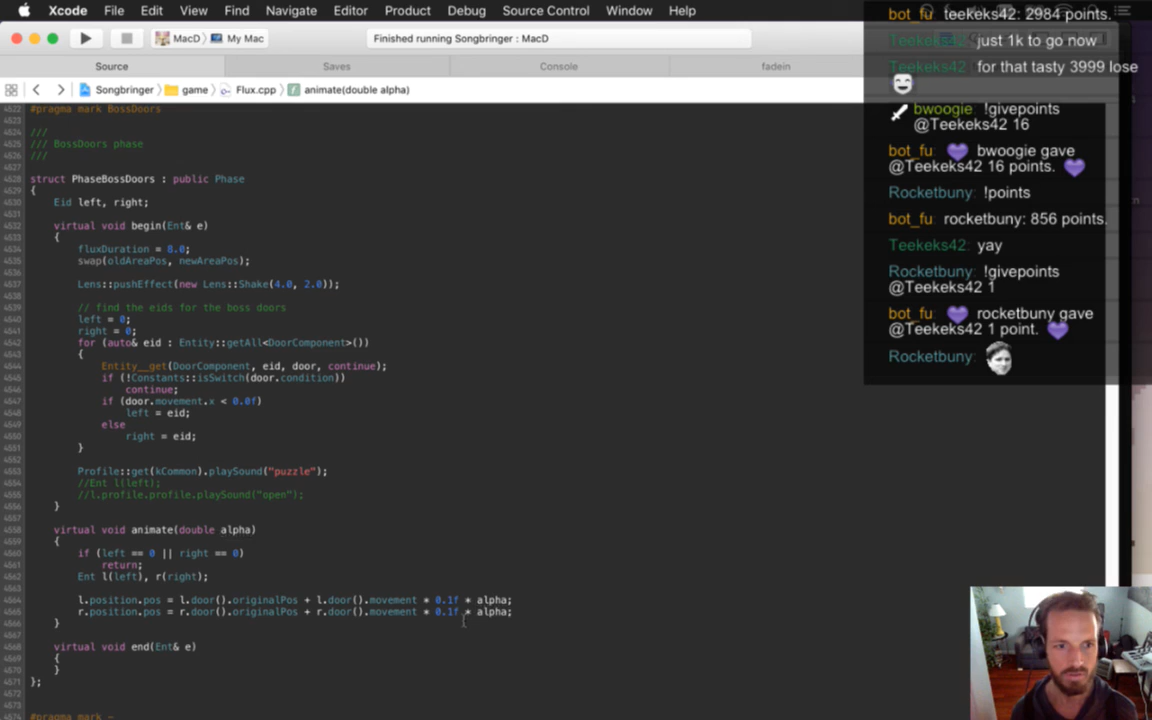 Xcode File Edit View Find Navigate Editor Product Debug Source Control Window Help
MacD My Mac
Finished running Songbringer : MacD
Source Saves Console fadein
Songbringer game Flux.cpp animate(double alpha)
#pragma mark BossDoors
///
/// BossDoors phase
///
struct PhaseBossDoors : public Phase
{
Eid left, right;
virtual void begin(Ent& e)
{
fluxDuration = 8.0;
swap(oldAreaPos, newAreaPos);
Lens::pushEffect(new Lens::Shake(4.0, 2.0));
// find the eids for the boss doors
left = 0;
right = 0;
for (auto& eid : Entity::getAll<DoorComponent>())
{
Entity__get(DoorComponent, eid, door, continue);
if (!Constants::isSwitch(door.condition))
continue;
if (door.movement.x < 0.0f)
left = eid;
else
right = eid;
}
Profile::get(kCommon).playSound("puzzle");
//Ent l(left);
//l.profile.profile.playSound("open");
}
virtual void animate(double alpha)
{
if (left == 0 || right == 0)
return;
Ent l(left), r(right);
l.position.pos = l.door().originalPos + l.door().movement * 0.1f * alpha;
r.position.pos = r.door().originalPos + r.door().movement * 0.1f * alpha;
}
virtual void end(Ent& e)
{
}
};
#pragma mark -
bot_fu: teekeks42: 2984 points.
Teekeks42: just 1k to go now
Teekeks42: for that tasty 3999 lose
bwoogie: !givepoints
@Teekeks42 16
bot_fu: bwoogie gave
@Teekeks42 16 points.
Rocketbuny: !points
bot_fu: rocketbuny: 856 points.
Teekeks42: yay
Rocketbuny: !givepoints
@Teekeks42 1
bot_fu: rocketbuny gave
@Teekeks42 1 point.
Rocketbuny: